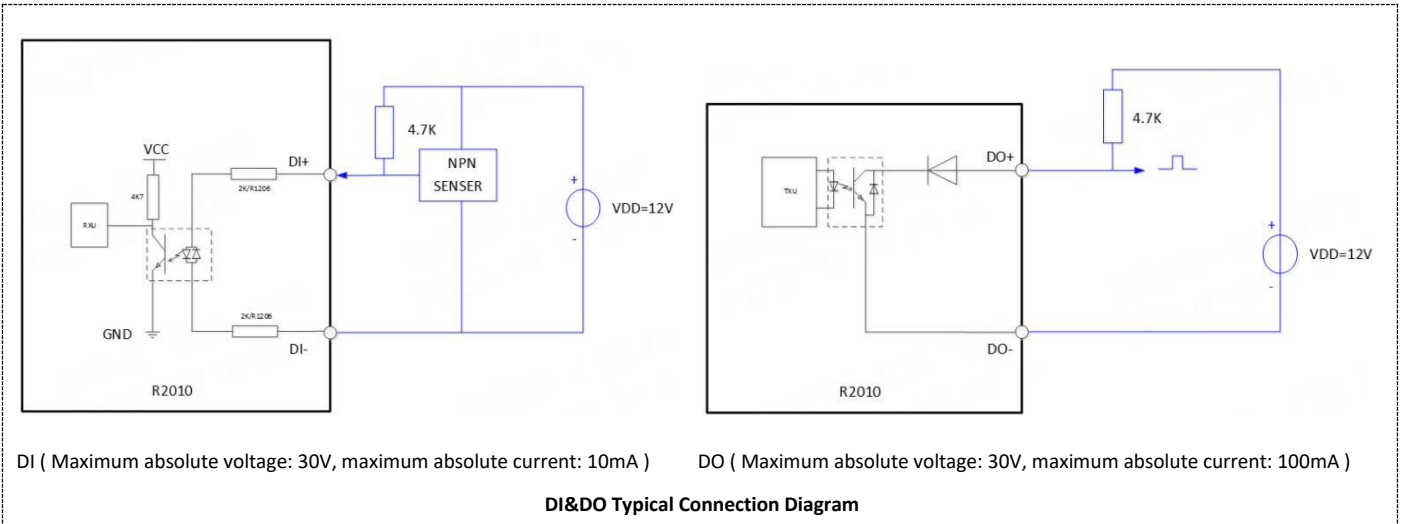 VCC
4K7
RXU
GND
2K/R1206
DI+
2K/R1206
DI-
R2010
4.7K
NPN
SENSER
+
-
VDD=12V
TXU
DO+
DO-
R2010
4.7K
+
-
VDD=12V
DI ( Maximum absolute voltage: 30V, maximum absolute current: 10mA )
DO ( Maximum absolute voltage: 30V, maximum absolute current: 100mA )
DI&DO Typical Connection Diagram